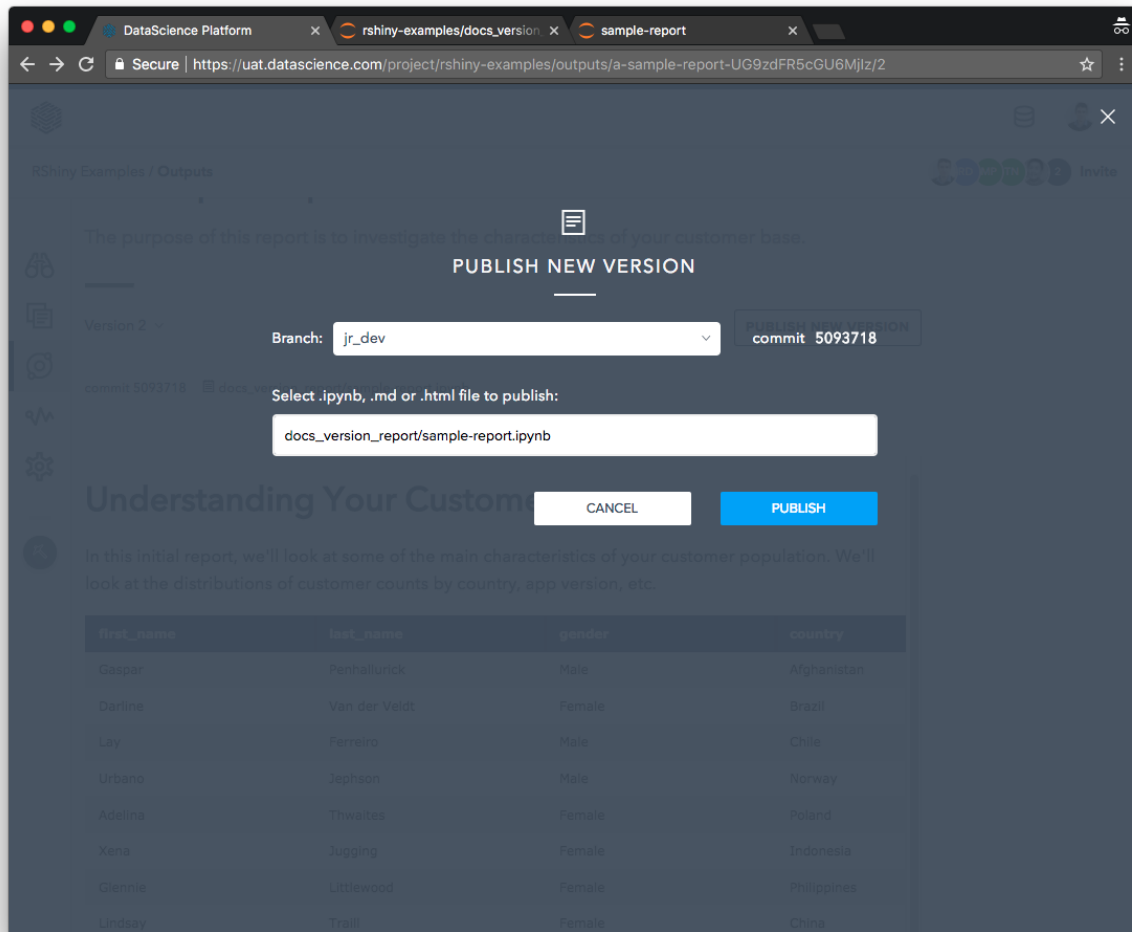 DataScience Platform
rshiny-examples/docs_version
sample-report
Secure | https://uat.datascience.com/project/rshiny-examples/outputs/a-sample-report-UG9zdFR5cGU6MjIz/2
RShiny Examples / Outputs
Invite
The purpose of this report is to investigate the characteristics of your customer base.
PUBLISH NEW VERSION
Version 2
PUBLISH NEW VERSION
Branch: jr_dev commit 5093718
commit 5093718
Select .ipynb, .md or .html file to publish:
docs_version_report/sample-report.ipynb
Understanding Your Custome
CANCEL PUBLISH
In this initial report, we'll look at some of the main characteristics of your customer population. We'll
look at the distributions of customer counts by country, app version, etc.
first_name last_name gender country
Gaspar Penhallurick Male Afghanistan
Darline Van der Veldt Female Brazil
Lay Ferreiro Male Chile
Urbano Jephson Male Norway
Adelina Thwaites Female Poland
Xena Jugging Female Indonesia
Glennie Littlewood Female Philippines
Lindsay Traill Female China